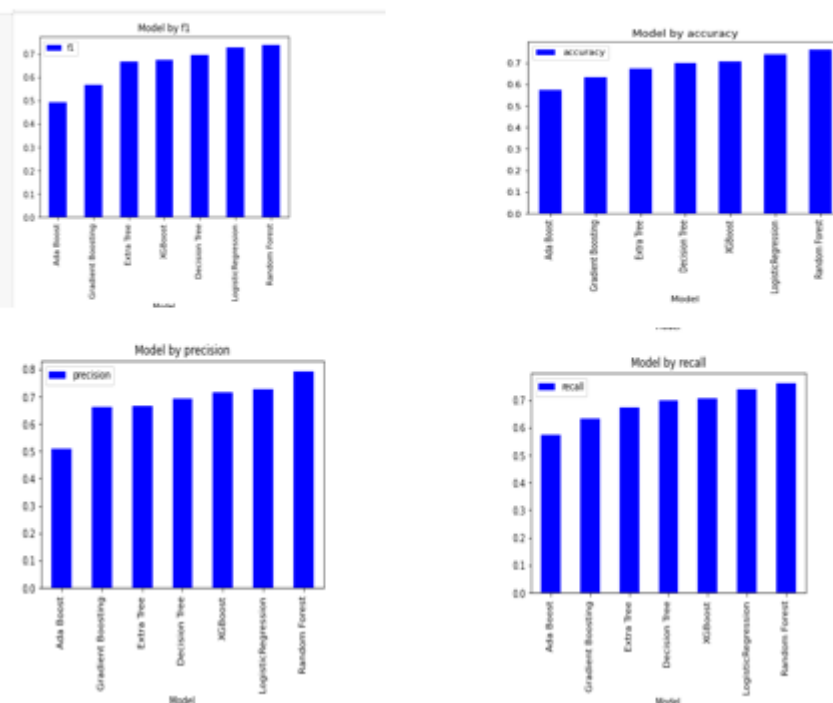 Model by f1
f1
0.7
0.6
0.5
0.4
0.3
0.2
0.1
0.0
Ada Boost
Gradient Boosting
Extra Tree
XGBoost
Decision Tree
LogisticRegression
Random Forest
Model by accuracy
accuracy
0.7
0.6
0.5
0.4
0.3
0.2
0.1
0.0
Ada Boost
Gradient Boosting
Extra Tree
Decision Tree
XGBoost
LogisticRegression
Random Forest
Model
Model by precision
precision
0.8
0.7
0.6
0.5
0.4
0.3
0.2
0.1
0.0
Ada Boost
Gradient Boosting
Extra Tree
Decision Tree
XGBoost
LogisticRegression
Random Forest
Model
Model by recall
recall
0.7
0.6
0.5
0.4
0.3
0.2
0.1
0.0
Ada Boost
Gradient Boosting
Extra Tree
Decision Tree
XGBoost
LogisticRegression
Random Forest
Model